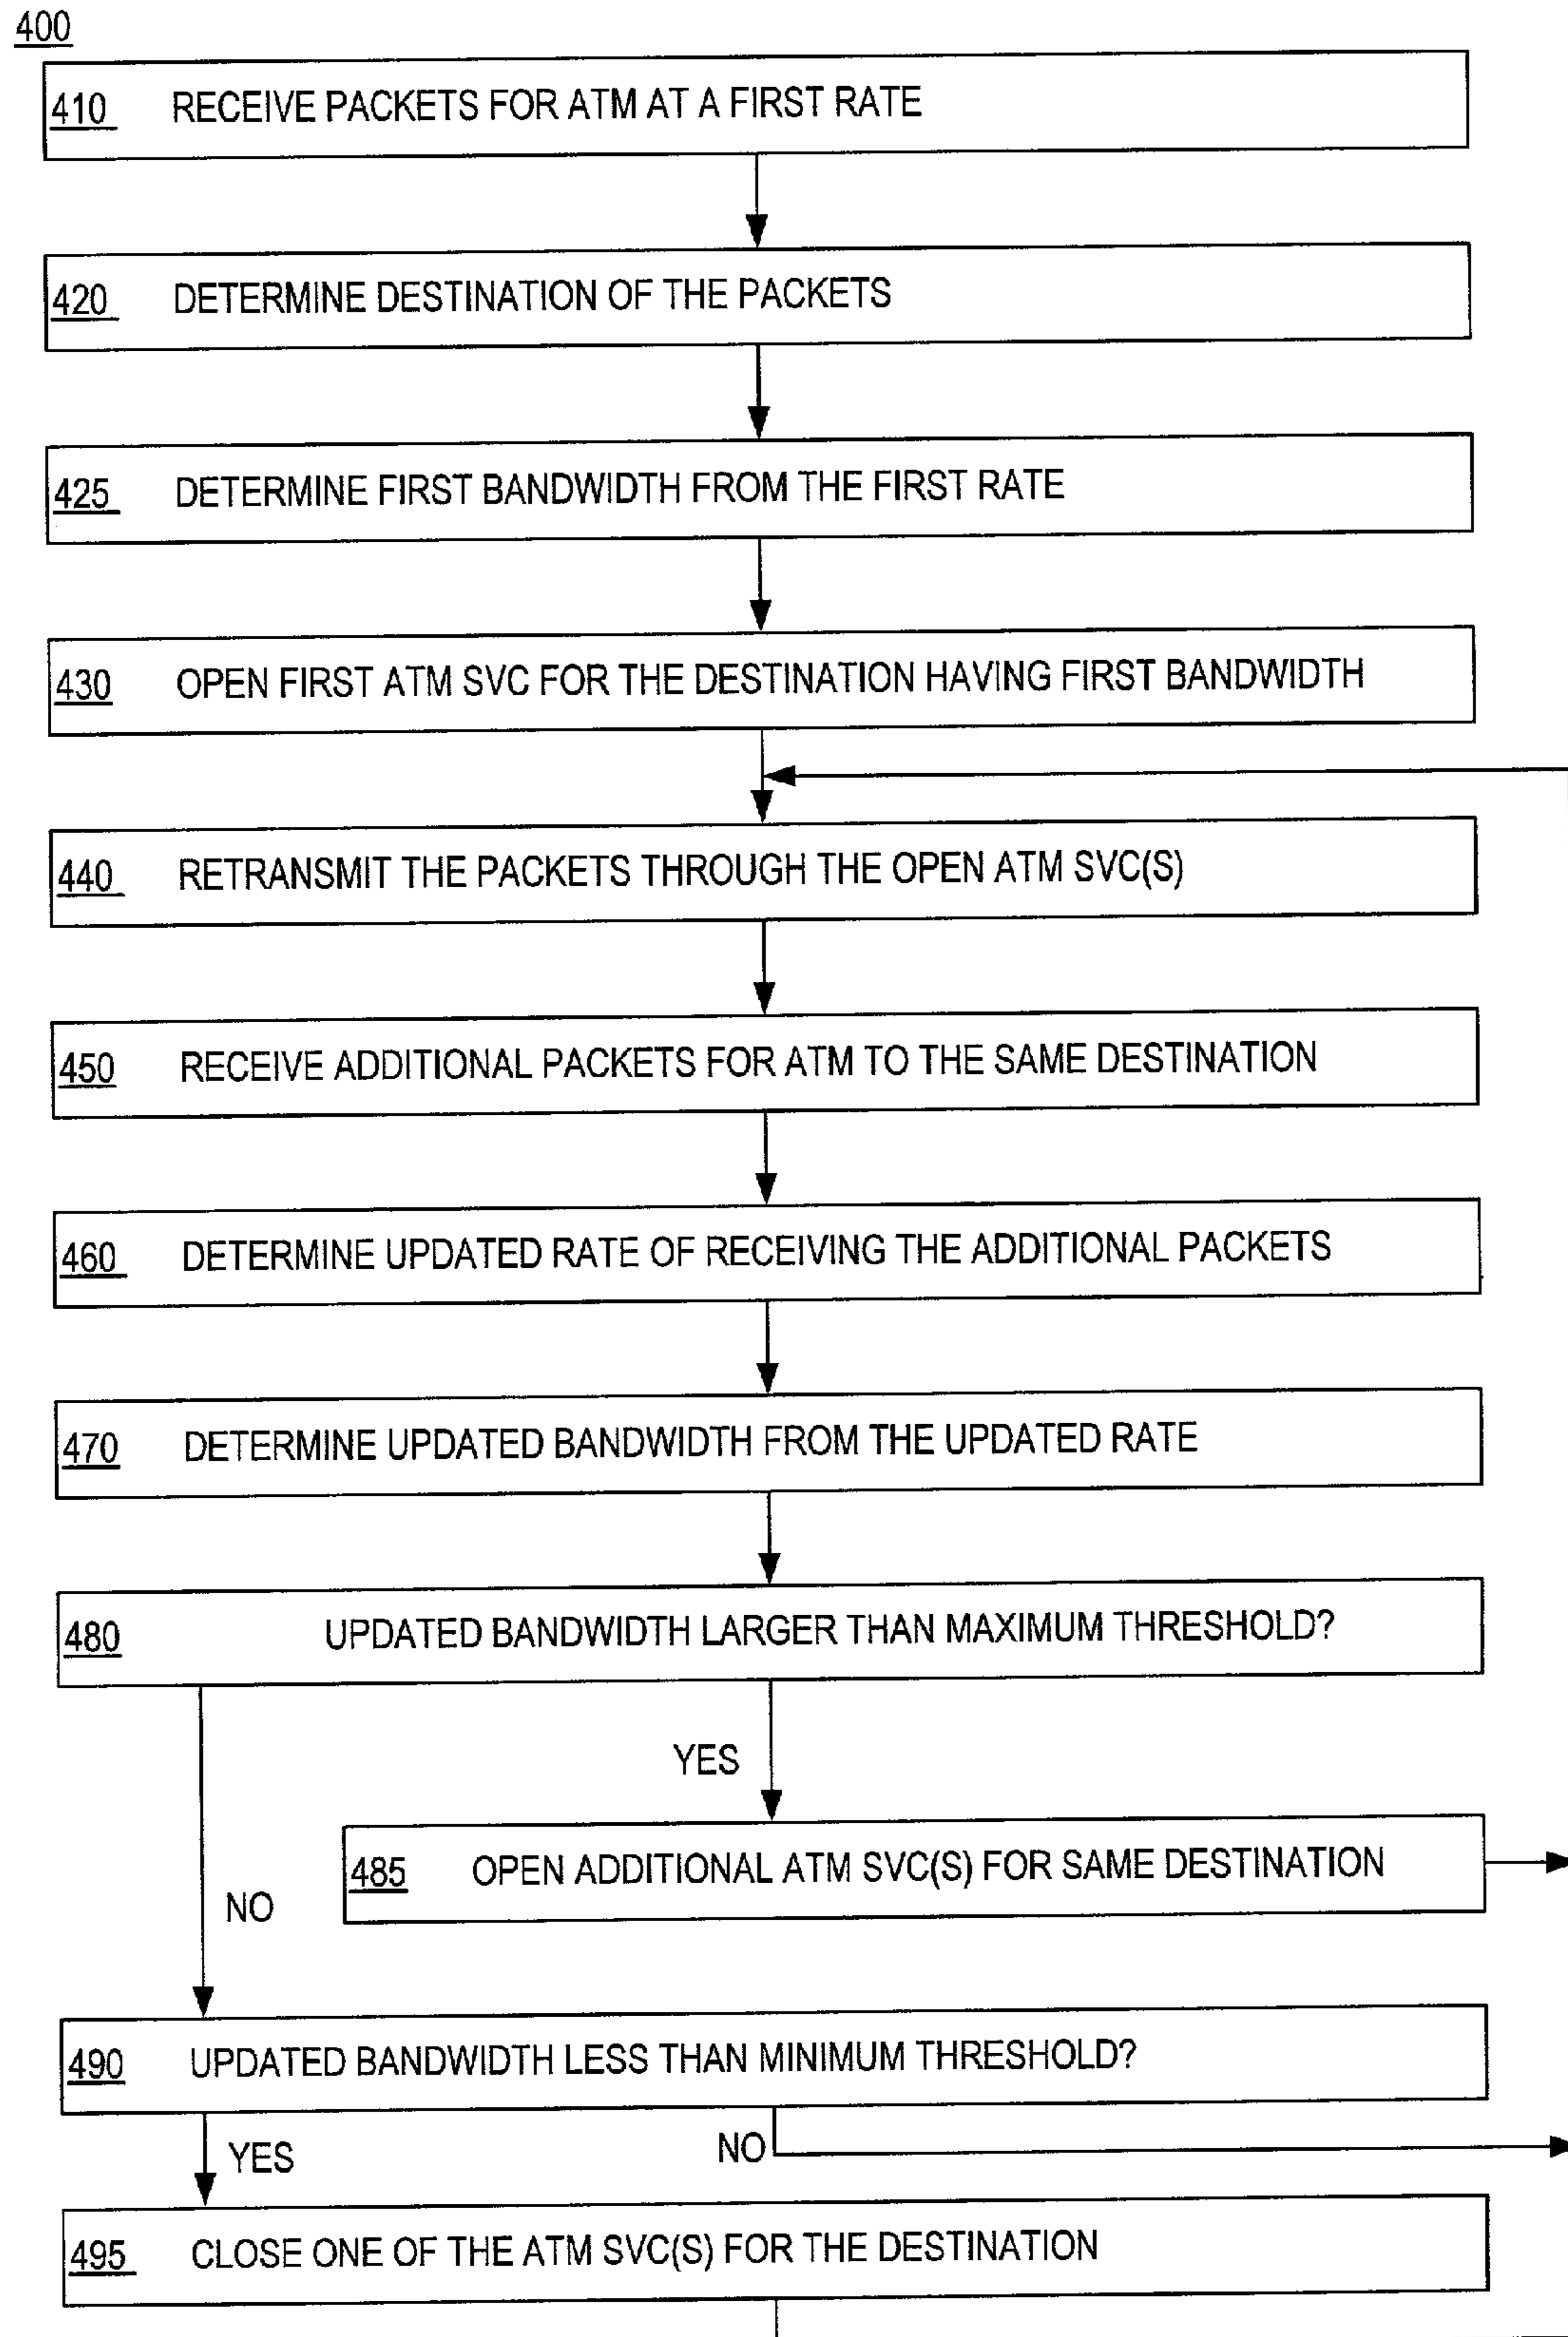 400
410 RECEIVE PACKETS FOR ATM AT A FIRST RATE
420 DETERMINE DESTINATION OF THE PACKETS
425 DETERMINE FIRST BANDWIDTH FROM THE FIRST RATE
430 OPEN FIRST ATM SVC FOR THE DESTINATION HAVING FIRST BANDWIDTH
440 RETRANSMIT THE PACKETS THROUGH THE OPEN ATM SVC(S)
450 RECEIVE ADDITIONAL PACKETS FOR ATM TO THE SAME DESTINATION
460 DETERMINE UPDATED RATE OF RECEIVING THE ADDITIONAL PACKETS
470 DETERMINE UPDATED BANDWIDTH FROM THE UPDATED RATE
480 UPDATED BANDWIDTH LARGER THAN MAXIMUM THRESHOLD?
YES
485 OPEN ADDITIONAL ATM SVC(S) FOR SAME DESTINATION
NO
490 UPDATED BANDWIDTH LESS THAN MINIMUM THRESHOLD?
YES
NO
495 CLOSE ONE OF THE ATM SVC(S) FOR THE DESTINATION